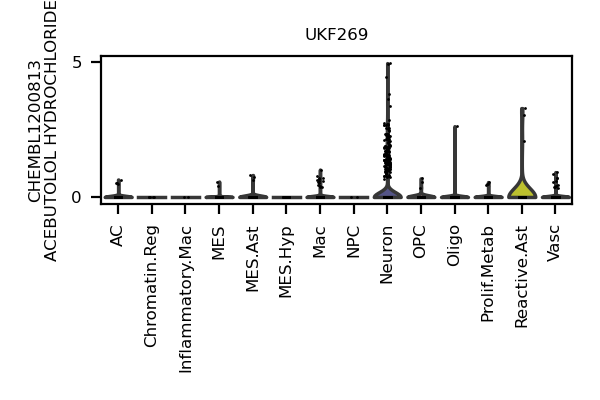 UKF269
CHEMBL1200813
ACEBUTOLOL HYDROCHLORIDE
5
0
AC
Chromatin.Reg
Inflammatory.Mac
MES
MES.Ast
MES.Hyp
Mac
NPC
Neuron
OPC
Oligo
Prolif.Metab
Reactive.Ast
Vasc